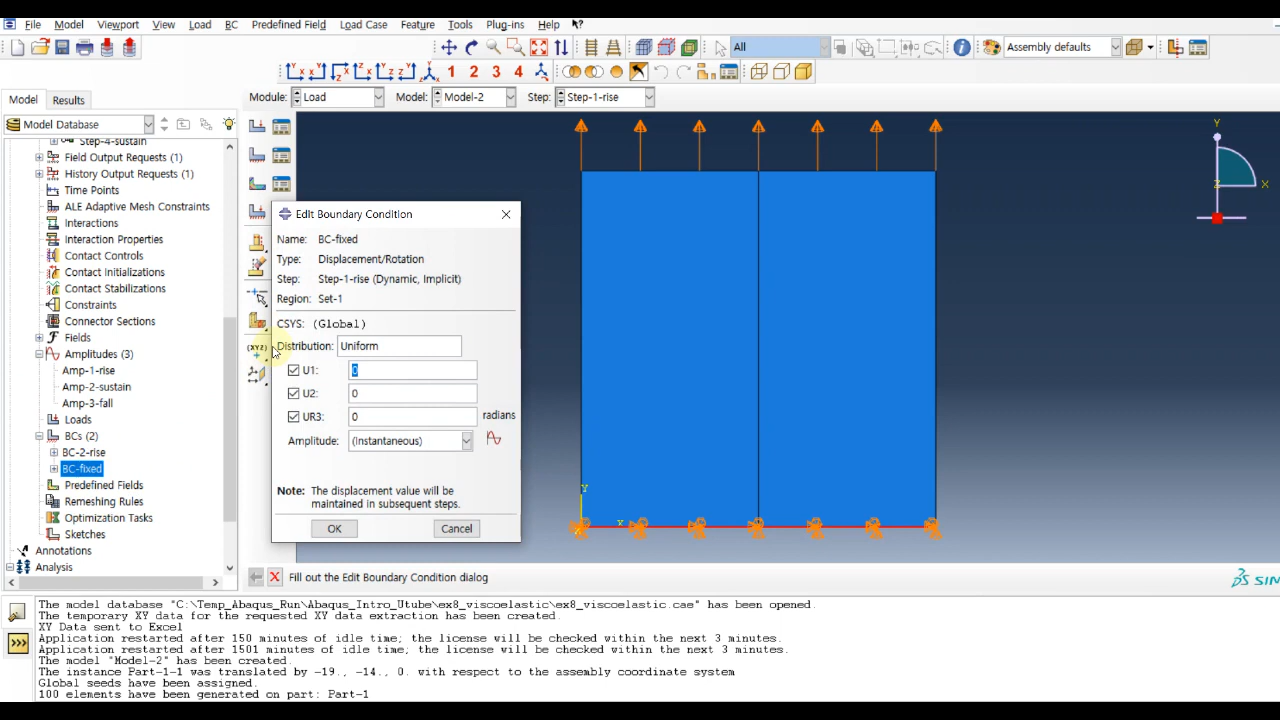 File Model Viewport View Load BC Predefined Field Load Case Feature Tools Plug-ins Help
All
Assembly defaults
1 2 3 4
Model Results
Module: Load Model: Model-2 Step: Step-1-rise
Model Database
Step-4-sustain
Field Output Requests (1)
History Output Requests (1)
Time Points
ALE Adaptive Mesh Constraints
Interactions
Interaction Properties
Contact Controls
Contact Initializations
Contact Stabilizations
Constraints
Connector Sections
Fields
Amplitudes (3)
Amp-1-rise
Amp-2-sustain
Amp-3-fall
Loads
BCs (2)
BC-2-rise
BC-fixed
Predefined Fields
Remeshing Rules
Optimization Tasks
Sketches
Annotations
Analysis
(XYZ)
Edit Boundary Condition
Name: BC-fixed
Type: Displacement/Rotation
Step: Step-1-rise (Dynamic, Implicit)
Region: Set-1
CSYS: (Global)
Distribution: Uniform
U1: 0
U2: 0
UR3: 0 radians
Amplitude: (Instantaneous)
Note: The displacement value will be
maintained in subsequent steps.
OK Cancel
Y
X
Z
Y
X
Fill out the Edit Boundary Condition dialog
SIM
The model database "C:\Temp_Abaqus_Run\Abaqus_Intro_Utube\ex8_viscoelastic\ex8_viscoelastic.cae" has been opened.
The temporary XY data for the requested XY data extraction has been created.
XY Data sent to Excel
Application restarted after 150 minutes of idle time; the license will be checked within the next 3 minutes.
Application restarted after 1501 minutes of idle time; the license will be checked within the next 3 minutes.
The model "Model-2" has been created.
The instance Part-1-1 was translated by -19., -14., 0. with respect to the assembly coordinate system
Global seeds have been assigned.
100 elements have been generated on part: Part-1